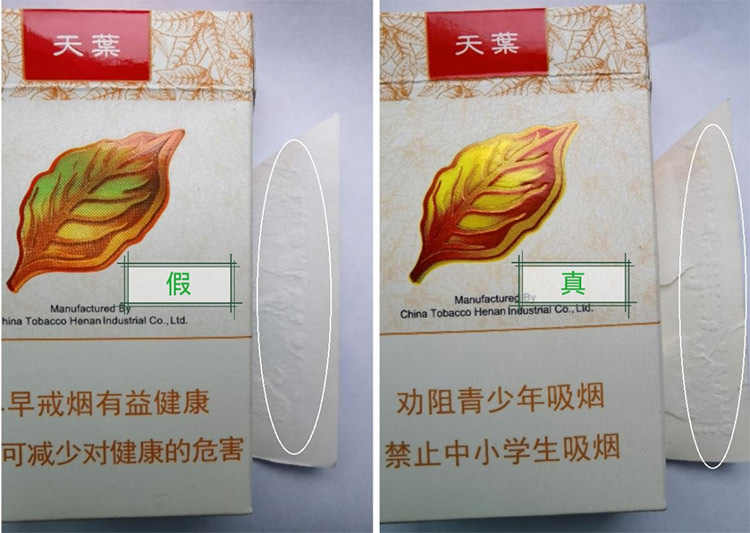 天葉
假
Manufactured By
hina Tobacco Henan Industrial Co., Ltd.
早戒烟有益健康
可减少对健康的危害
天葉
真
Manufactured By
China Tobacco Henan Industrial Co., Ltd.
劝阻青少年吸烟
禁止中小学生吸烟